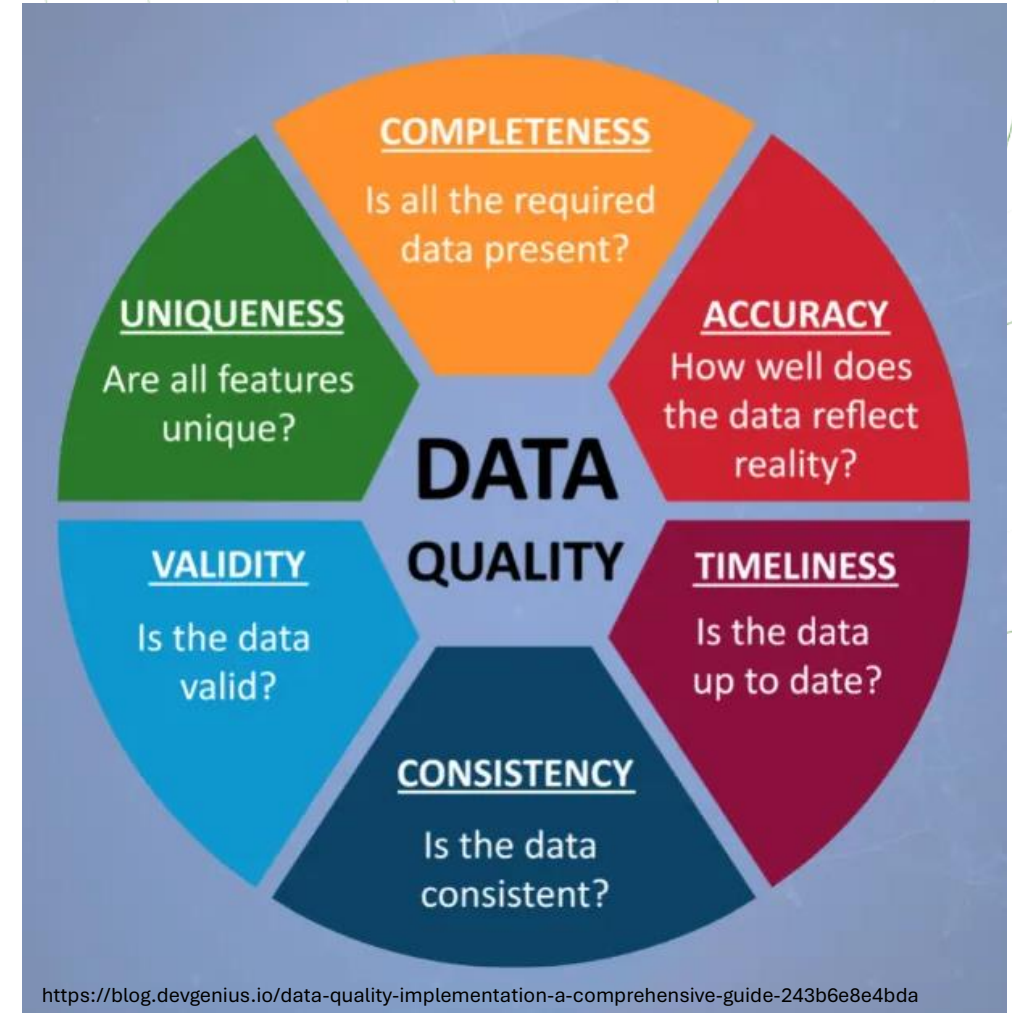 COMPLETENESS
Is all the required
data present?
ACCURACY
How well does
the data reflect
reality?
TIMELINESS
Is the data
up to date?
CONSISTENCY
Is the data
consistent?
VALIDITY
Is the data
valid?
UNIQUENESS
Are all features
unique?
DATA
QUALITY
https://blog.devgenius.io/data-quality-implementation-a-comprehensive-guide-243b6e8e4bda